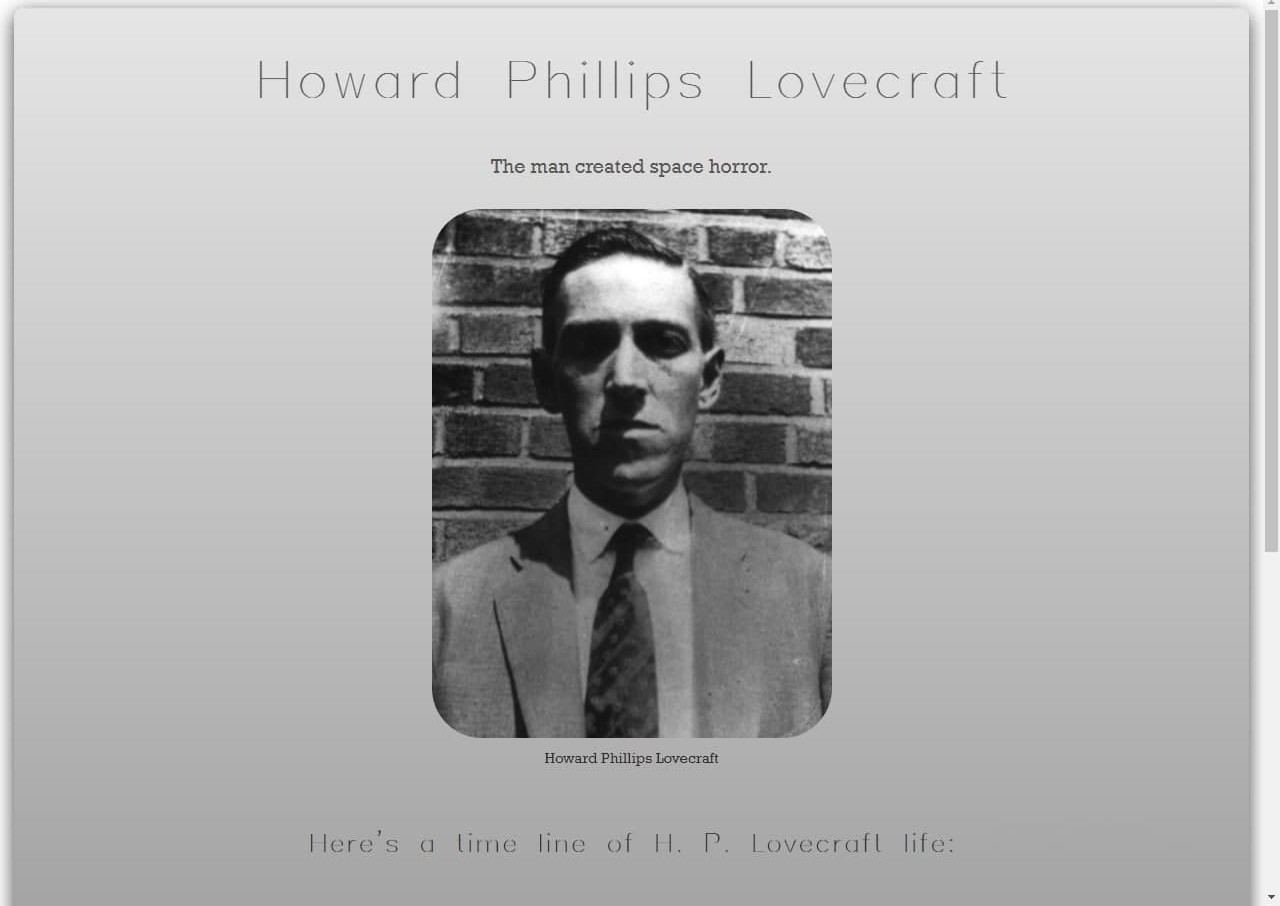 Howard Phillips Lovecraft
The man created space horror.
Howard Phillips Lovecraft
Here's a time line of H. P. Lovecraft life: